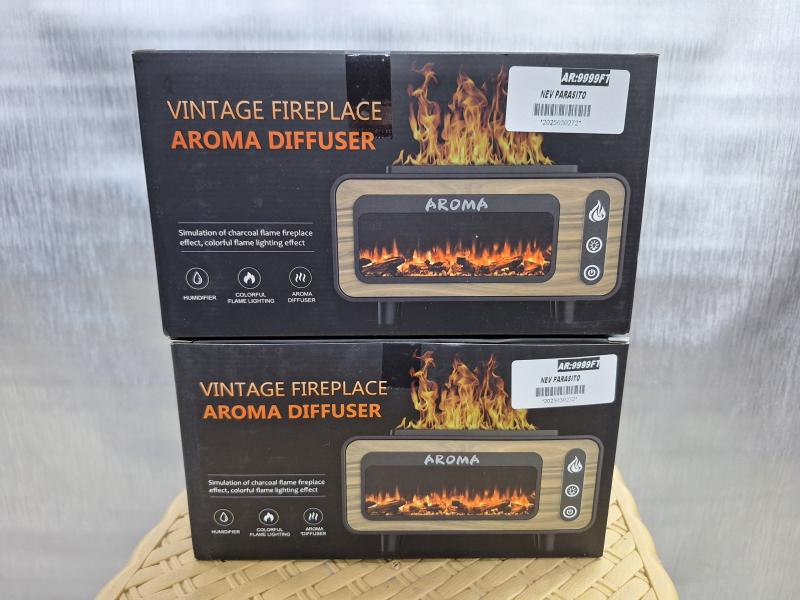 VINTAGE FIREPLACE
AROMA DIFFUSER
AR:9999FT
NEV PARASITO
*2025030272*
AROMA
Simulation of charcoal flame fireplace
effect, colorful flame lighting effect
HUMIDIFIER
COLORFUL
FLAME LIGHTING
AROMA
DIFFUSER
VINTAGE FIREPLACE
AROMA DIFFUSER
AR:9999FT
NEV PARASITO
*2025030272*
AROMA
Simulation of charcoal flame fireplace
effect, colorful flame lighting effect
HUMIDIFIER
COLORFUL
FLAME LIGHTING
AROMA
DIFFUSER